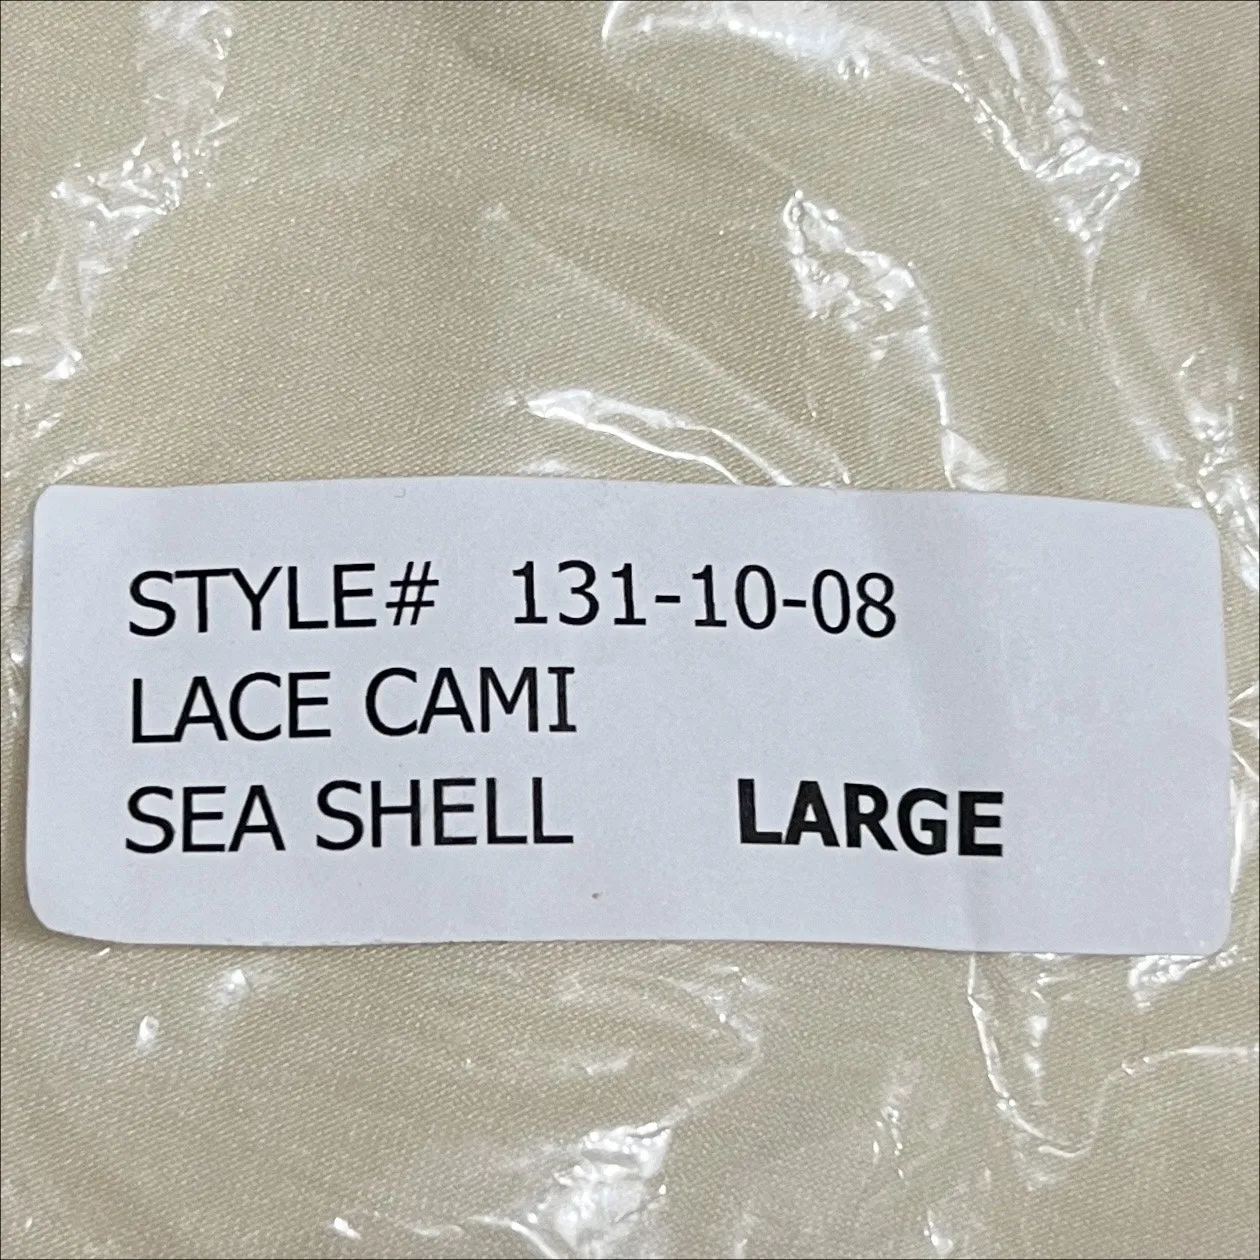 STYLE# 131-10-08
LACE CAMI
SEA SHELL LARGE